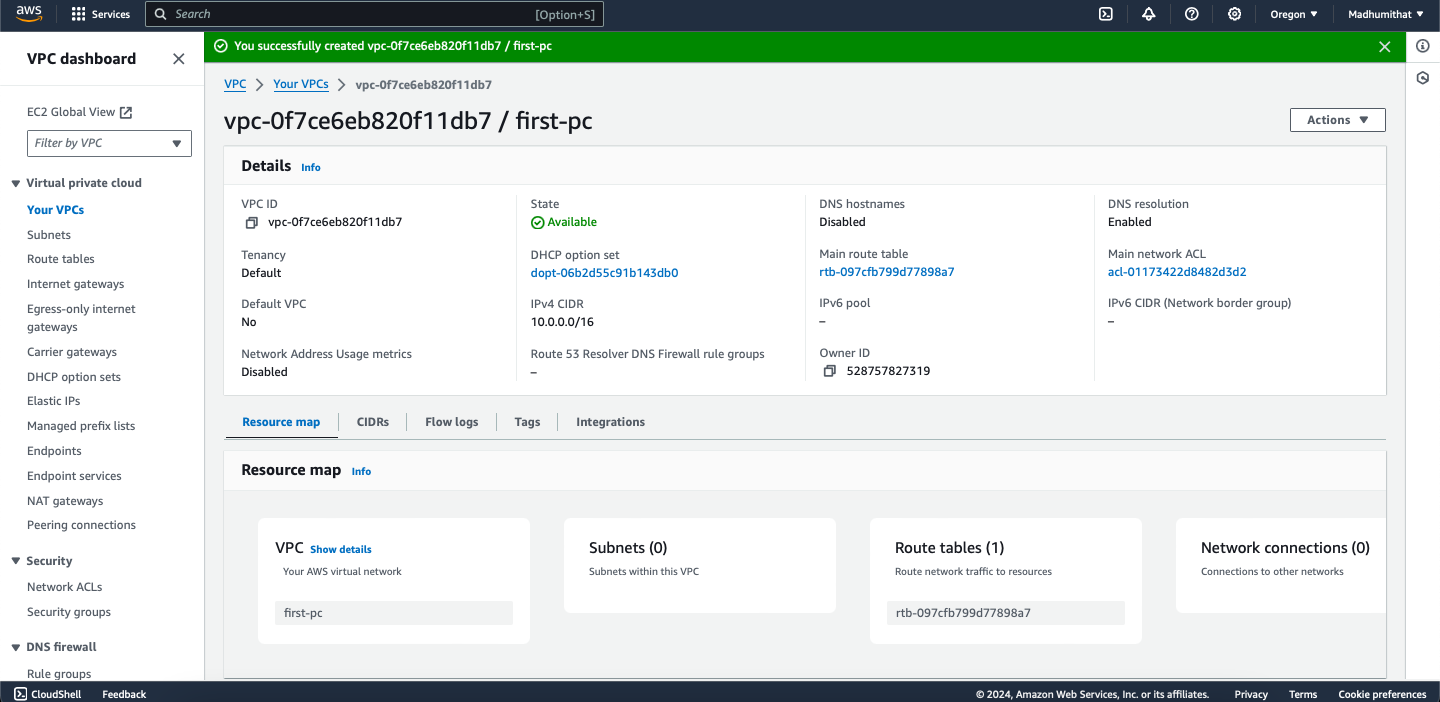 aws
Services
Search
[Option+S]
Oregon
Madhumithat
VPC dashboard
EC2 Global View
Filter by VPC
Virtual private cloud
Your VPCs
Subnets
Route tables
Internet gateways
Egress-only internet
gateways
Carrier gateways
DHCP option sets
Elastic IPs
Managed prefix lists
Endpoints
Endpoint services
NAT gateways
Peering connections
Security
Network ACLs
Security groups
DNS firewall
Rule groups
You successfully created vpc-0f7ce6eb820f11db7 / first-pc
VPC > Your VPCs > vpc-0f7ce6eb820f11db7
vpc-0f7ce6eb820f11db7 / first-pc
Actions
Details Info
VPC ID
vpc-0f7ce6eb820f11db7
State
Available
DNS hostnames
Disabled
DNS resolution
Enabled
Tenancy
Default
DHCP option set
dopt-06b2d55c91b143db0
Main route table
rtb-097cfb799d77898a7
Main network ACL
acl-01173422d8482d3d2
Default VPC
No
IPv4 CIDR
10.0.0.0/16
IPv6 pool
–
IPv6 CIDR (Network border group)
–
Network Address Usage metrics
Disabled
Route 53 Resolver DNS Firewall rule groups
–
Owner ID
528757827319
Resource map
CIDRs
Flow logs
Tags
Integrations
Resource map Info
VPC Show details
Your AWS virtual network
first-pc
Subnets (0)
Subnets within this VPC
Route tables (1)
Route network traffic to resources
rtb-097cfb799d77898a7
Network connections (0)
Connections to other networks
CloudShell
Feedback
© 2024, Amazon Web Services, Inc. or its affiliates.
Privacy
Terms
Cookie preferences